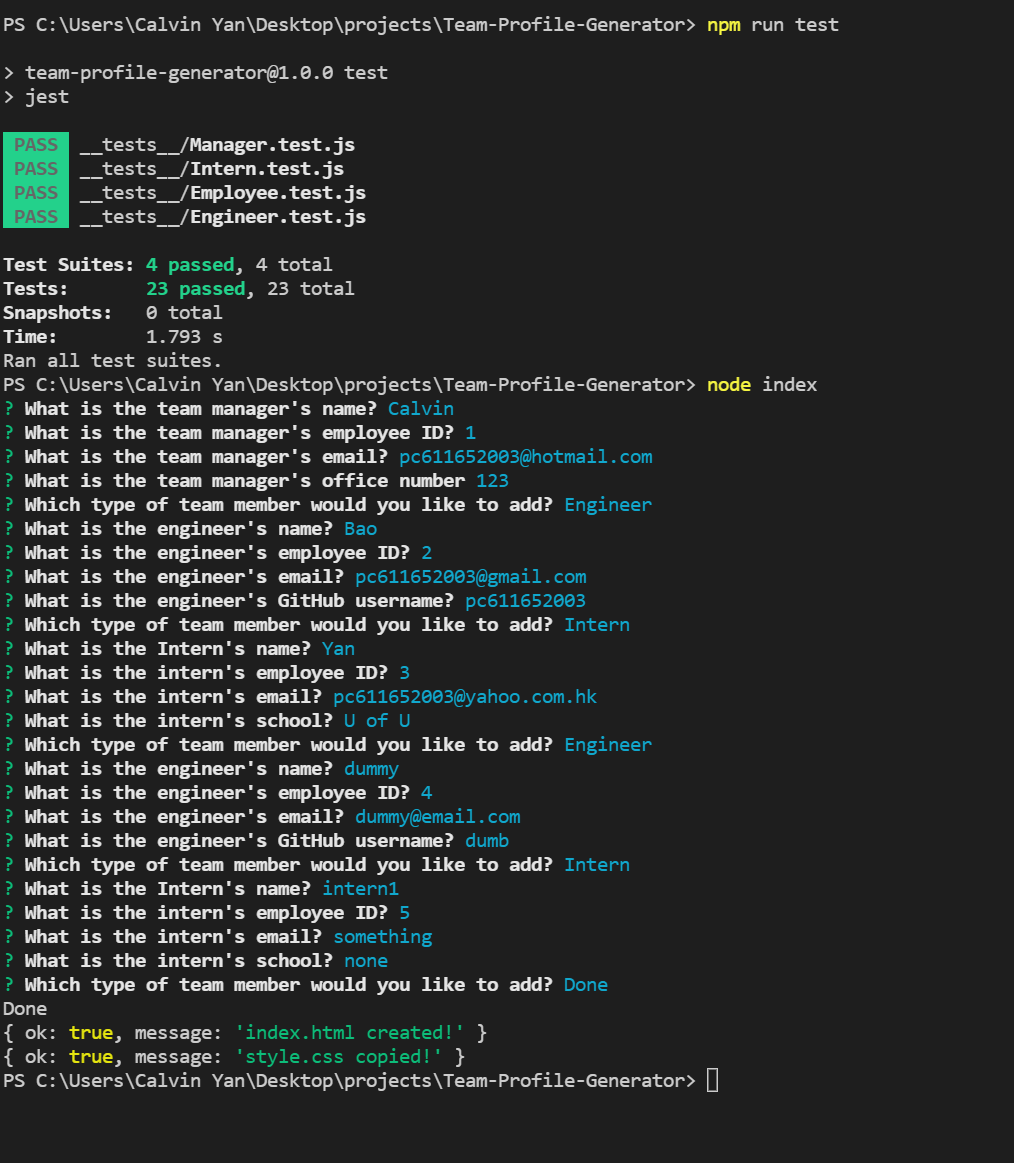 PS C:\Users\Calvin Yan\Desktop\projects\Team-Profile-Generator> npm run test
> team-profile-generator@1.0.0 test
> jest
PASS __tests__/Manager.test.js
PASS __tests__/Intern.test.js
PASS __tests__/Employee.test.js
PASS __tests__/Engineer.test.js
Test Suites: 4 passed, 4 total
Tests: 23 passed, 23 total
Snapshots: 0 total
Time: 1.793 s
Ran all test suites.
PS C:\Users\Calvin Yan\Desktop\projects\Team-Profile-Generator> node index
? What is the team manager's name? Calvin
? What is the team manager's employee ID? 1
? What is the team manager's email? pc611652003@hotmail.com
? What is the team manager's office number 123
? Which type of team member would you like to add? Engineer
? What is the engineer's name? Bao
? What is the engineer's employee ID? 2
? What is the engineer's email? pc611652003@gmail.com
? What is the engineer's GitHub username? pc611652003
? Which type of team member would you like to add? Intern
? What is the Intern's name? Yan
? What is the intern's employee ID? 3
? What is the intern's email? pc611652003@yahoo.com.hk
? What is the intern's school? U of U
? Which type of team member would you like to add? Engineer
? What is the engineer's name? dummy
? What is the engineer's employee ID? 4
? What is the engineer's email? dummy@email.com
? What is the engineer's GitHub username? dumb
? Which type of team member would you like to add? Intern
? What is the Intern's name? intern1
? What is the intern's employee ID? 5
? What is the intern's email? something
? What is the intern's school? none
? Which type of team member would you like to add? Done
Done
{ ok: true, message: 'index.html created!' }
{ ok: true, message: 'style.css copied!' }
PS C:\Users\Calvin Yan\Desktop\projects\Team-Profile-Generator>